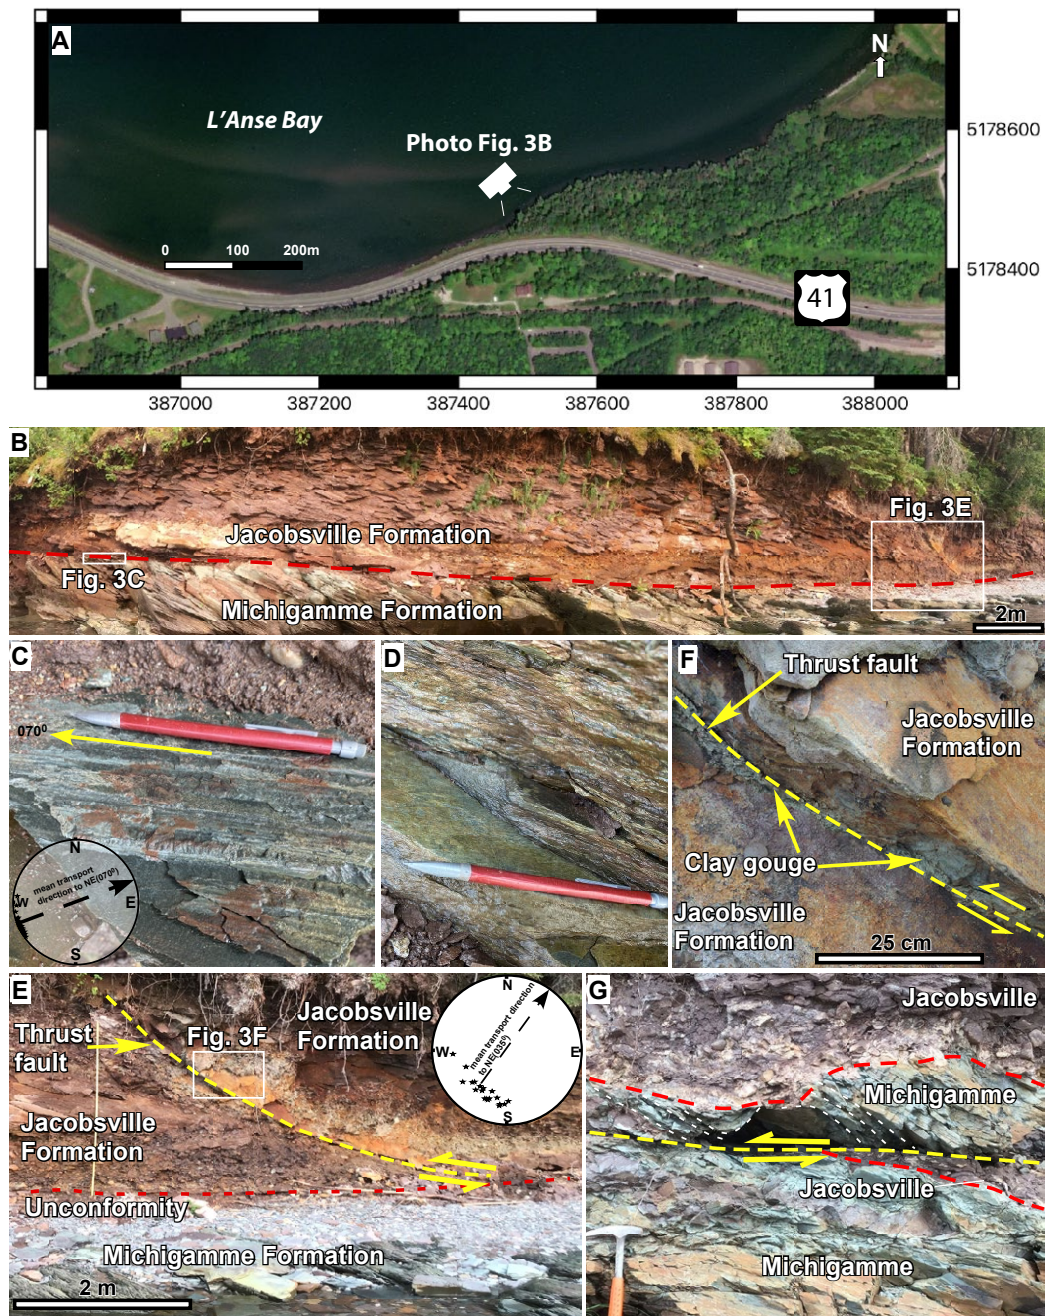 A
N
L'Anse Bay
Photo Fig. 3B
0 100 200m
41
5178600
5178400
387000 387200 387400 387600 387800 388000
B
Fig. 3E
Jacobsville Formation
Fig. 3C
Michigamme Formation
2m
C
070⁰
N
mean transport
direction to NE(070⁰)
W
E
S
D
F
Thrust fault
Jacobsville
Formation
Clay gouge
Jacobsville
Formation
25 cm
E
Thrust
fault
Fig. 3F
Jacobsville
Formation
N
mean transport direction
to NE(035⁰)
W
E
S
Jacobsville
Formation
Unconformity
Michigamme Formation
2 m
G
Jacobsville
Michigamme
Jacobsville
Michigamme